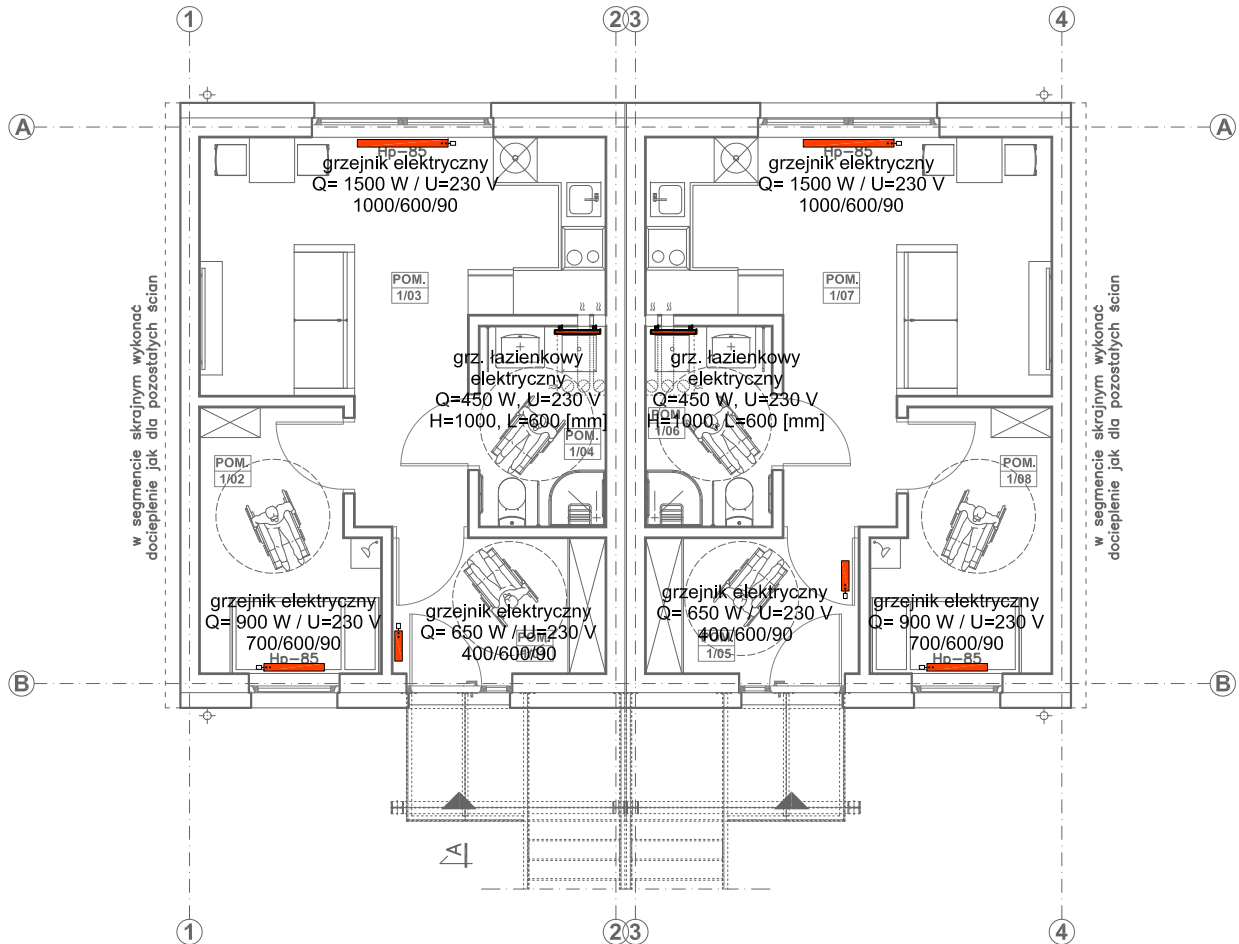 1
2
3
4
A
A
Hp-85
grzejnik elektryczny
Q= 1500 W / U=230 V
1000/600/90
Hp-85
grzejnik elektryczny
Q= 1500 W / U=230 V
1000/600/90
w segmencie skrajnym wykonać
docieplenie jak dla pozostałych ścian
POM.
1/03
POM.
1/07
w segmencie skrajnym wykonać
docieplenie jak dla pozostałych ścian
grz. łazienkowy
elektryczny
Q=450 W, U=230 V
H=1000, L=600 [mm]
POM.
1/04
grz. łazienkowy
elektryczny
Q=450 W, U=230 V
H=1000, L=600 [mm]
POM.
1/06
POM.
1/02
POM.
1/08
grzejnik elektryczny
Q= 900 W / U=230 V
700/600/90
Hp-85
grzejnik elektryczny
Q= 650 W / U=230 V
400/600/90
POM.
grzejnik elektryczny
Q= 650 W / U=230 V
400/600/90
POM.
1/05
grzejnik elektryczny
Q= 900 W / U=230 V
700/600/90
Hp-85
B
B
A
1
2
3
4